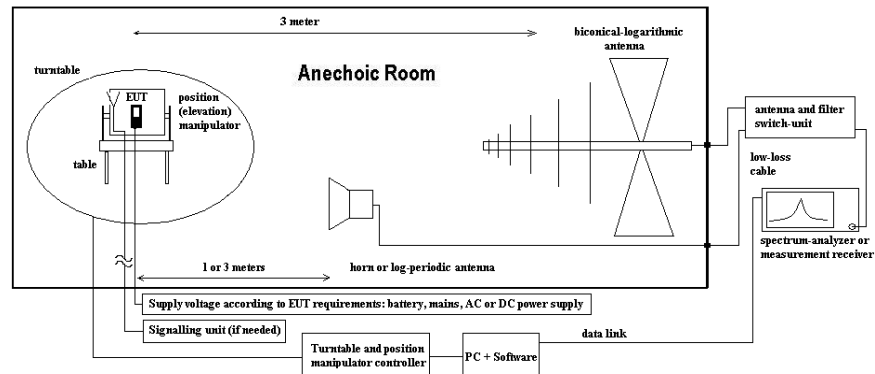 3 meter
biconical-logarithmic
antenna
turntable
Anechoic Room
EUT
position
(elevation)
manipulator
antenna and filter
switch-unit
table
low-loss
cable
spectrum-analyzer or
measurement receiver
1 or 3 meters
horn or log-periodic antenna
Supply voltage according to EUT requirements: battery, mains, AC or DC power supply
Signalling unit (if needed)
data link
Turntable and position
manipulator controller
PC + Software